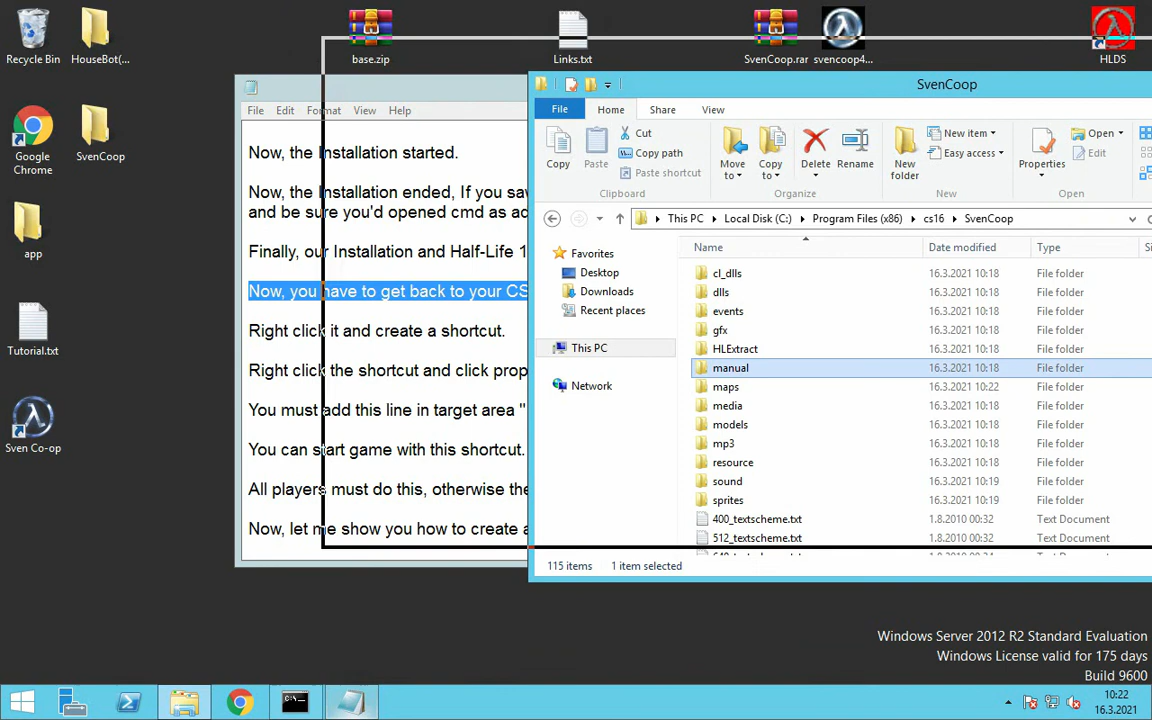 Recycle Bin
HouseBot(...
base.zip
Links.txt
SvenCoop.rar
svencoop4...
HLDS
Google
Chrome
SvenCoop
app
Tutorial.txt
Sven Co-op
File Edit Format View Help
Now, the Installation started.
Now, the Installation ended, If you sav
and be sure you'd opened cmd as ad
Finally, our Installation and Half-Life 1
Now, you have to get back to your CS
Right click it and create a shortcut.
Right click the shortcut and click prop
You must add this line in target area "
You can start game with this shortcut.
All players must do this, otherwise the
Now, let me show you how to create a
SvenCoop
File Home Share View
Copy
Paste
Cut
Copy path
Paste shortcut
Clipboard
Move
to
Copy
to
Delete
Rename
Organize
New
folder
New item
Easy access
New
Properties
Open
Edit
Open
This PC Local Disk (C:) Program Files (x86) cs16 SvenCoop
Favorites
Desktop
Downloads
Recent places
This PC
Network
Name Date modified Type Si
cl_dlls 16.3.2021 10:18 File folder
dlls 16.3.2021 10:18 File folder
events 16.3.2021 10:18 File folder
gfx 16.3.2021 10:18 File folder
HLExtract 16.3.2021 10:18 File folder
manual 16.3.2021 10:18 File folder
maps 16.3.2021 10:22 File folder
media 16.3.2021 10:18 File folder
models 16.3.2021 10:18 File folder
mp3 16.3.2021 10:18 File folder
resource 16.3.2021 10:18 File folder
sound 16.3.2021 10:19 File folder
sprites 16.3.2021 10:19 File folder
400_textscheme.txt 1.8.2010 00:32 Text Document
512_textscheme.txt 1.8.2010 00:32 Text Document
115 items 1 item selected
Windows Server 2012 R2 Standard Evaluation
Windows License valid for 175 days
Build 9600
10:22
16.3.2021